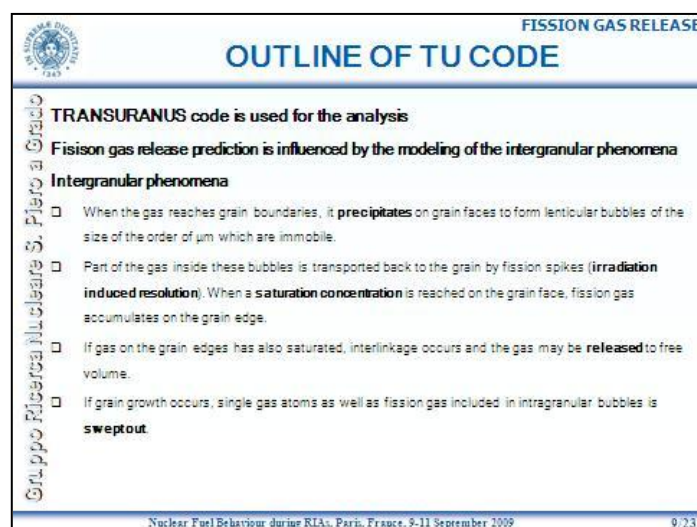 FISSION GAS RELEASE
OUTLINE OF TU CODE
IN SUPREMÆ DIGNITATIS
1343
Gruppo Ricerca Nucleare S. Piero a Grado
TRANSURANUS code is used for the analysis
Fisison gas release prediction is influenced by the modeling of the intergranular phenomena
Intergranular phenomena
When the gas reaches grain boundaries, it precipitates on grain faces to form lenticular bubbles of the
size of the order of µm which are immobile.
Part of the gas inside these bubbles is transported back to the grain by fission spikes (irradiation
induced resolution). When a saturation concentration is reached on the grain face, fission gas
accumulates on the grain edge.
If gas on the grain edges has also saturated, interlinkage occurs and the gas may be released to free
volume.
If grain growth occurs, single gas atoms as well as fission gas included in intragranular bubbles is
sweptout.
Nuclear Fuel Behaviour during RIAs, Paris, France, 9-11 September 2009
9/23